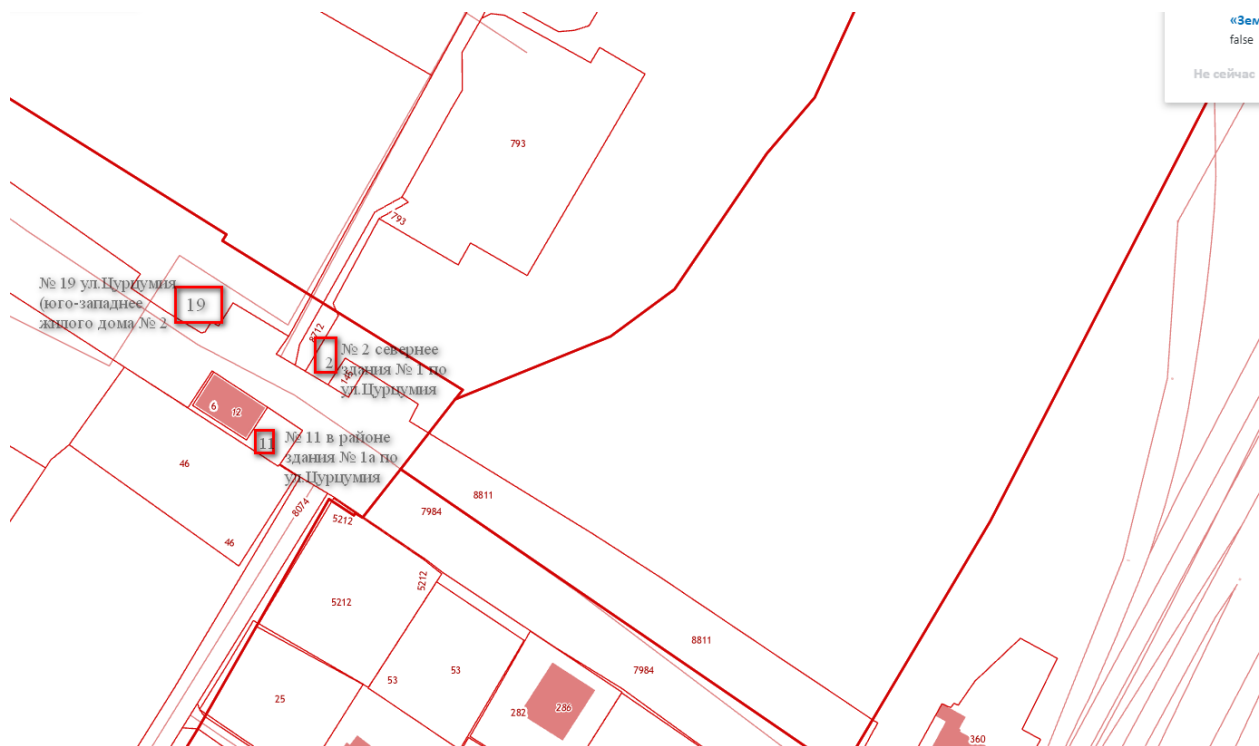 «Зем
false
Не сейчас
793
793
№ 19 ул.Цурцумия
(юго-западнее
жилого дома № 2
19
8712
2
№ 2 севернее
здания № 1 по
ул.Цурцумия
145
6
12
11
№ 11 в районе
здания № 1а по
ул.Цурцумия
46
46
8074
5212
7984
8811
5212
5212
8811
7984
53
53
25
282
286
360